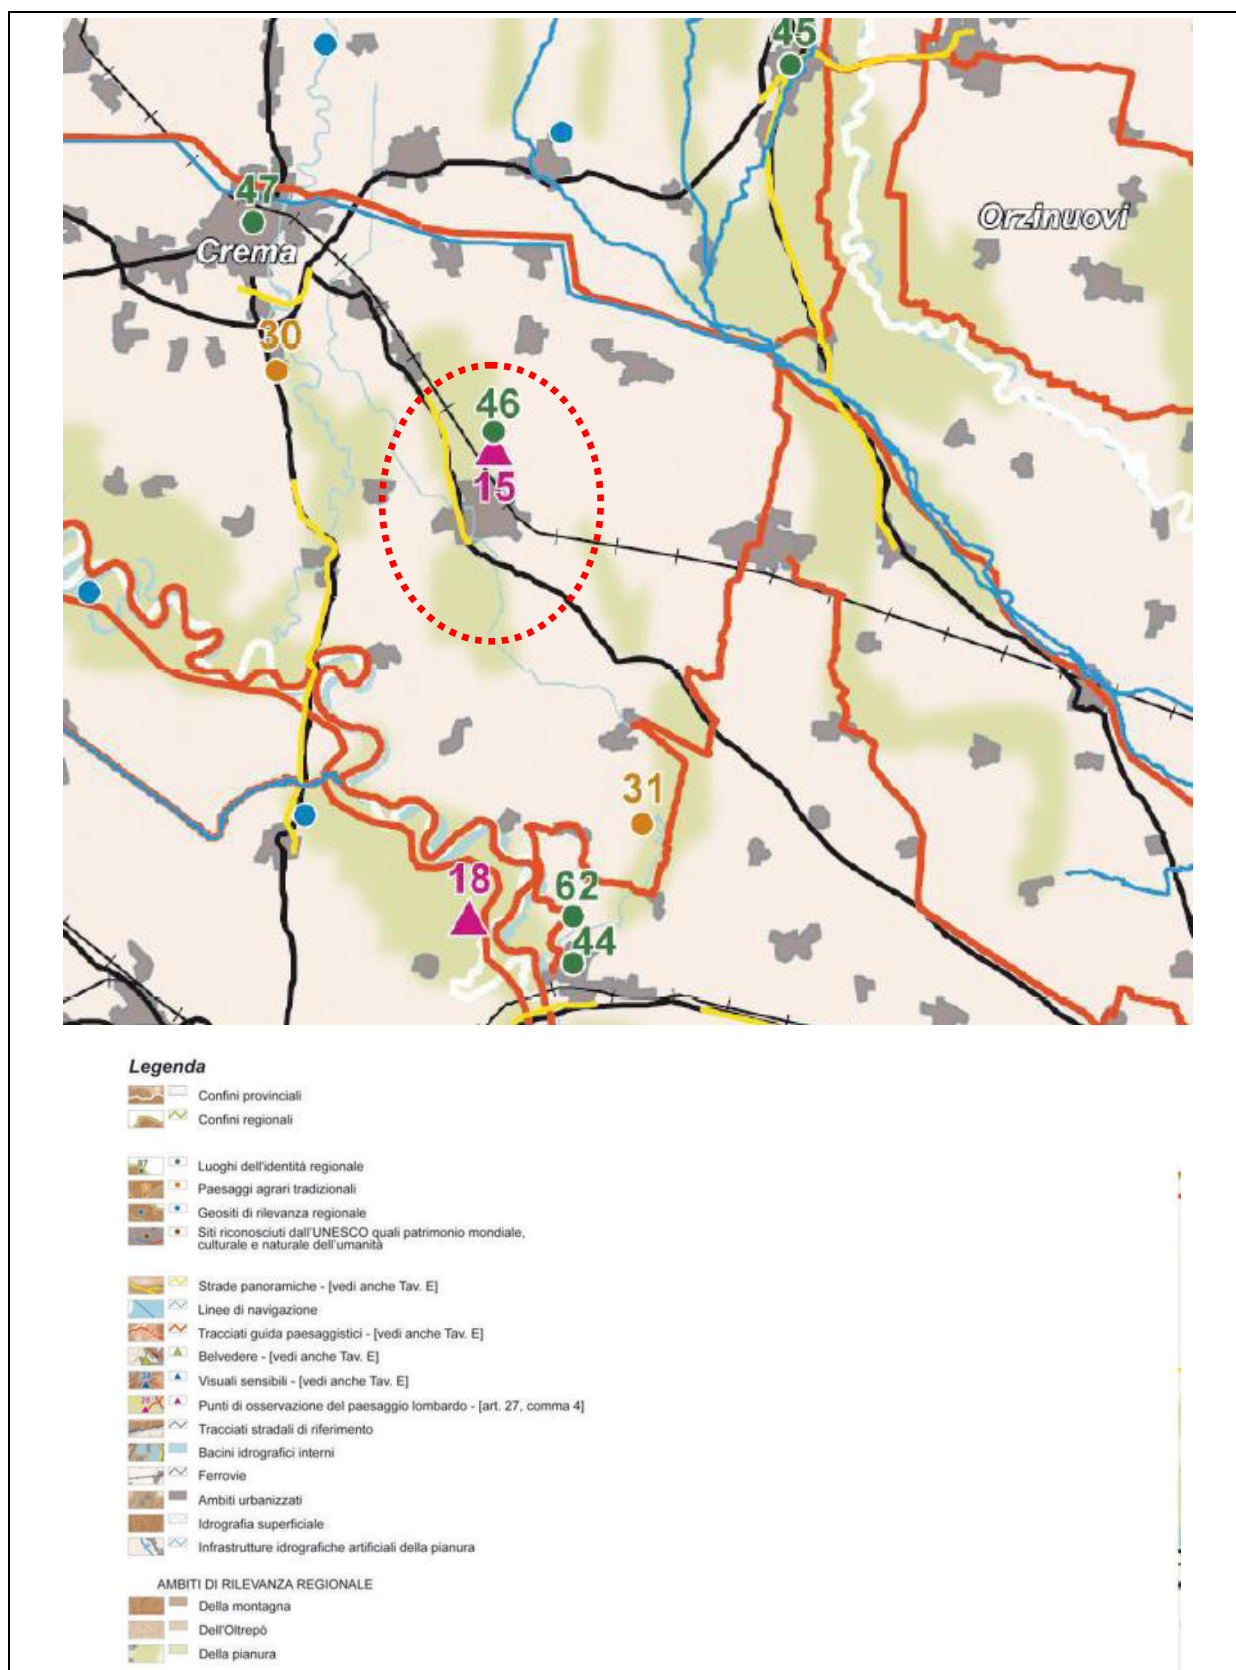 45
47
Orzinuovi
Crema
30
46
15
31
18
62
44
Legenda
Confini provinciali
Confini regionali
Luoghi dell'identità regionale
Paesaggi agrari tradizionali
Geositi di rilevanza regionale
Siti riconosciuti dall'UNESCO quali patrimonio mondiale,
culturale e naturale dell'umanità
Strade panoramiche - [vedi anche Tav. E]
Linee di navigazione
Tracciati guida paesaggistici - [vedi anche Tav. E]
Belvedere - [vedi anche Tav. E]
Visuali sensibili - [vedi anche Tav. E]
Punti di osservazione del paesaggio lombardo - [art. 27, comma 4]
Tracciati stradali di riferimento
Bacini idrografici interni
Ferrovie
Ambiti urbanizzati
Idrografia superficiale
Infrastrutture idrografiche artificiali della pianura
AMBITI DI RILEVANZA REGIONALE
Della montagna
Dell'Oltrepò
Della pianura